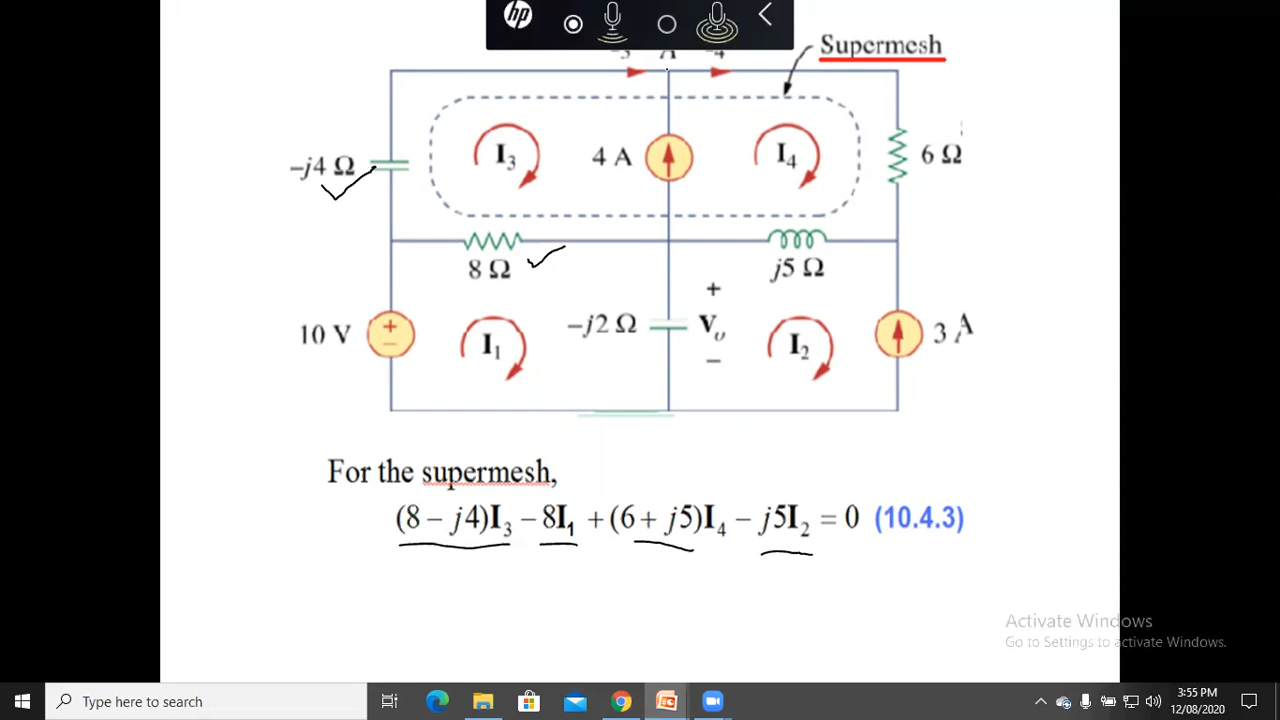 hp
Supermesh
-j4 Ω
I3
4 A
I4
6 Ω
8 Ω
j5 Ω
+
10 V
+
−
I1
-j2 Ω
Vo
−
I2
3 A
For the supermesh,
(8 − j4)I3 − 8I1 + (6 + j5)I4 − j5I2 = 0 (10.4.3)
Activate Windows
Go to Settings to activate Windows.
Type here to search
3:55 PM
12/08/2020